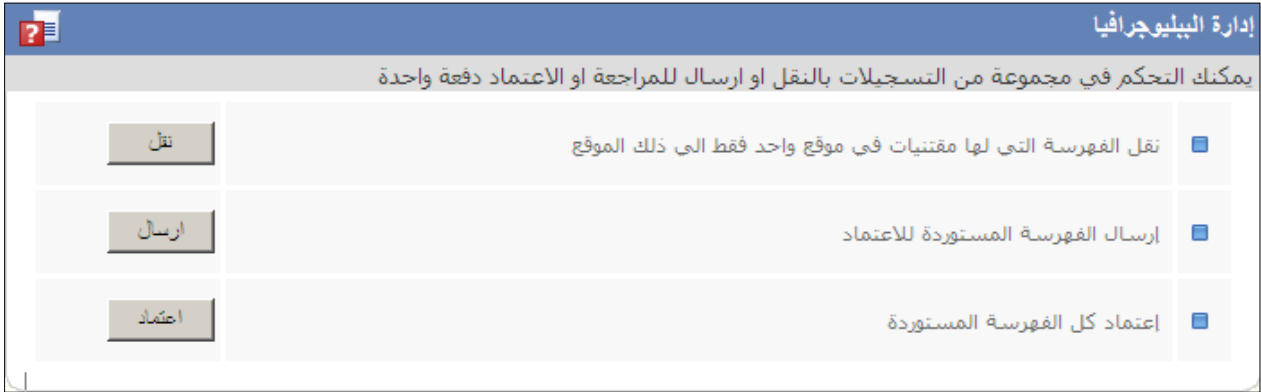 إدارة الببليوجرافيا
يمكنك التحكم في مجموعة من التسجيلات بالنقل او ارسال للمراجعة او الاعتماد دفعة واحدة
نقل الفهرسة التي لها مقتنيات في موقع واحد فقط الي ذلك الموقع
نقل
إرسال الفهرسة المستوردة للاعتماد
ارسال
إعتماد كل الفهرسة المستوردة
اعتماد